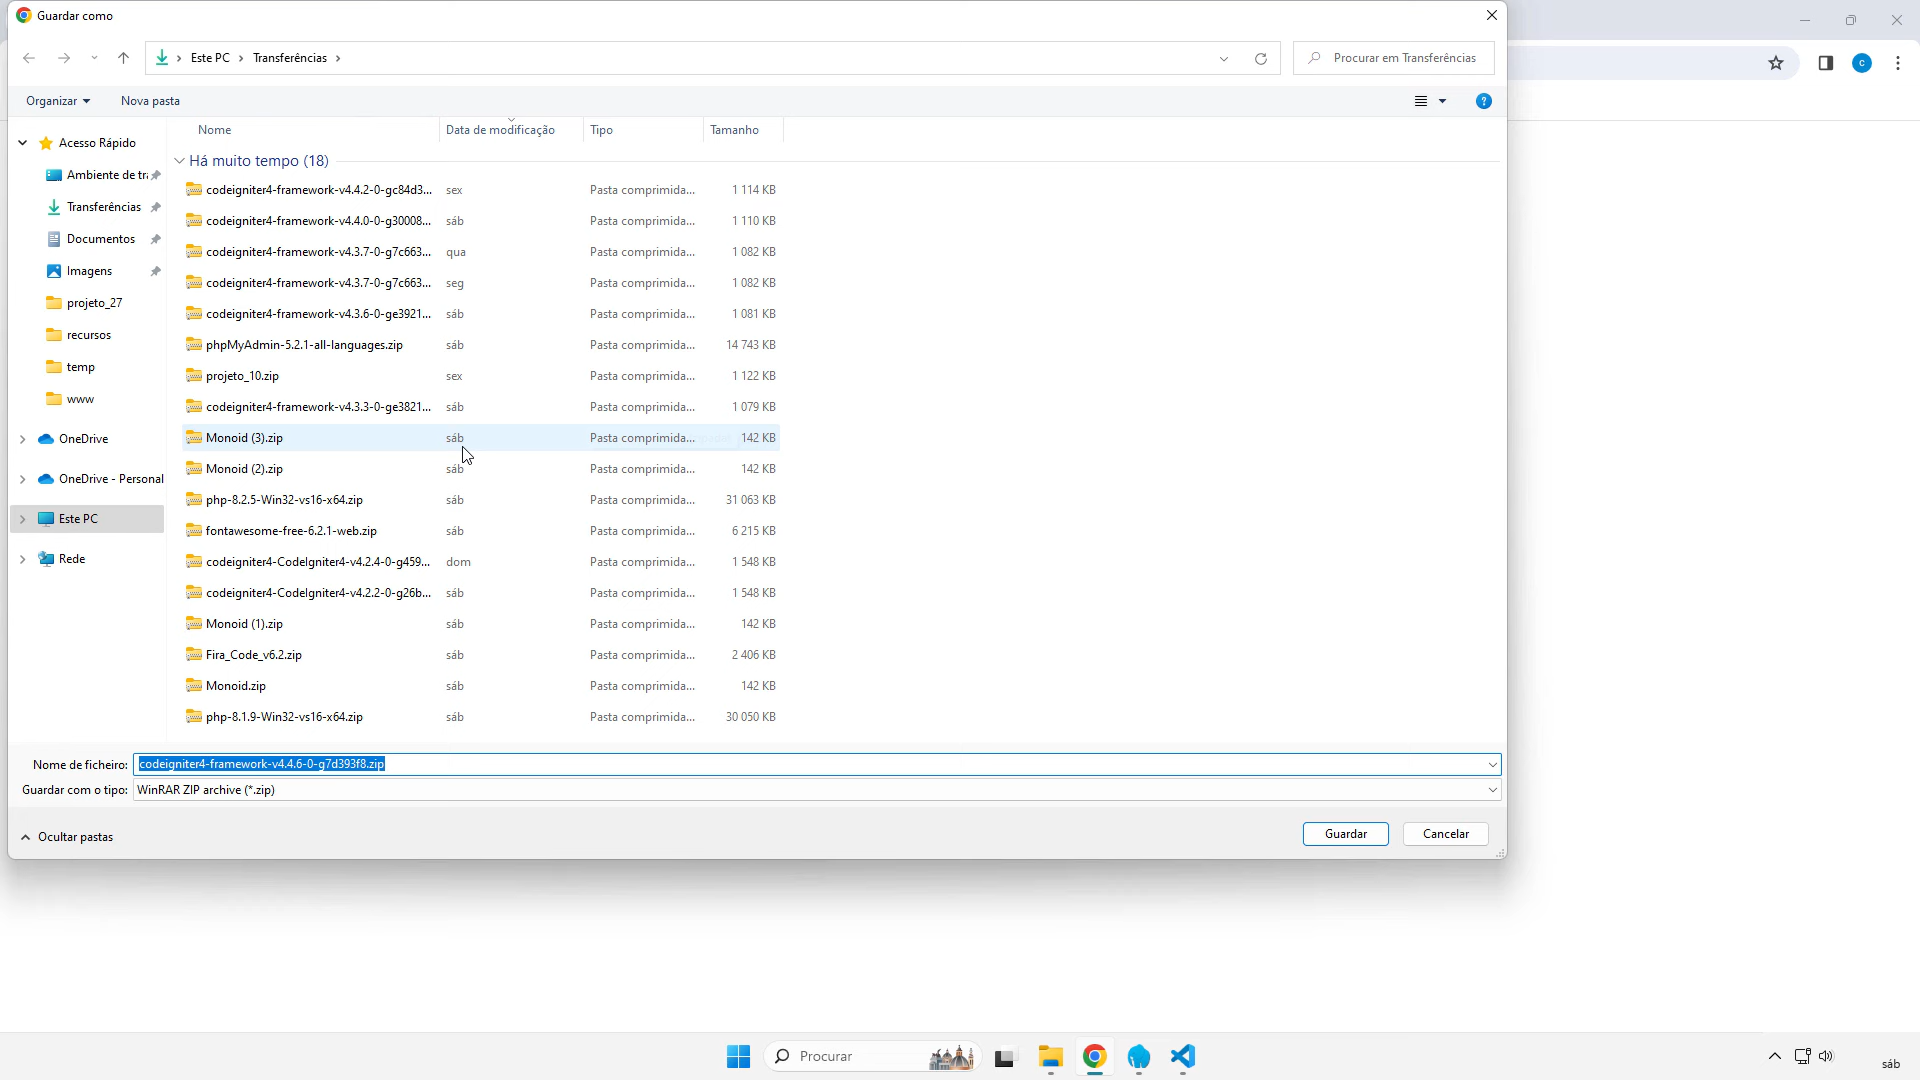 Guardar como
Este PC
Transferências
Procurar em Transferências
c
Organizar
Nova pasta
?
Nome
Data de modificação
Tipo
Tamanho
Acesso Rápido
Ambiente de tra
Transferências
Documentos
Imagens
projeto_27
recursos
temp
www
OneDrive
OneDrive - Personal
Este PC
Rede
Há muito tempo (18)
codeigniter4-framework-v4.4.2-0-gc84d3... sex Pasta comprimida... 1 114 KB
codeigniter4-framework-v4.4.0-0-g30008... sáb Pasta comprimida... 1 110 KB
codeigniter4-framework-v4.3.7-0-g7c663... qua Pasta comprimida... 1 082 KB
codeigniter4-framework-v4.3.7-0-g7c663... seg Pasta comprimida... 1 082 KB
codeigniter4-framework-v4.3.6-0-ge3921... sáb Pasta comprimida... 1 081 KB
phpMyAdmin-5.2.1-all-languages.zip sáb Pasta comprimida... 14 743 KB
projeto_10.zip sex Pasta comprimida... 1 122 KB
codeigniter4-framework-v4.3.3-0-ge3821... sáb Pasta comprimida... 1 079 KB
Monoid (3).zip sáb Pasta comprimida... 142 KB
Monoid (2).zip sáb Pasta comprimida... 142 KB
php-8.2.5-Win32-vs16-x64.zip sáb Pasta comprimida... 31 063 KB
fontawesome-free-6.2.1-web.zip sáb Pasta comprimida... 6 215 KB
codeigniter4-CodeIgniter4-v4.2.4-0-g459... dom Pasta comprimida... 1 548 KB
codeigniter4-CodeIgniter4-v4.2.2-0-g26b... sáb Pasta comprimida... 1 548 KB
Monoid (1).zip sáb Pasta comprimida... 142 KB
Fira_Code_v6.2.zip sáb Pasta comprimida... 2 406 KB
Monoid.zip sáb Pasta comprimida... 142 KB
php-8.1.9-Win32-vs16-x64.zip sáb Pasta comprimida... 30 050 KB
Nome de ficheiro: codeigniter4-framework-v4.4.6-0-g7d393f8.zip
Guardar com o tipo: WinRAR ZIP archive (*.zip)
Ocultar pastas
Guardar
Cancelar
Procurar
sáb